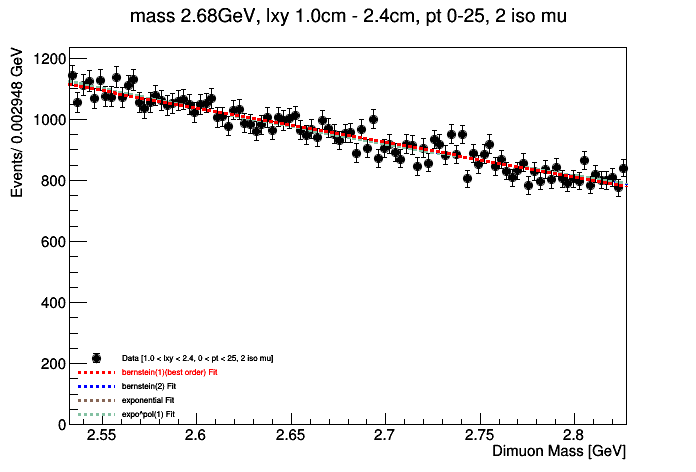 mass 2.68GeV, lxy 1.0cm - 2.4cm, pt 0-25, 2 iso mu
Events/ 0.002948 GeV
1200
1000
800
600
400
200
0
Data [1.0 < lxy < 2.4, 0 < pt < 25, 2 iso mu]
bernstein(1)(best order) Fit
bernstein(2) Fit
exponential Fit
expo*pol(1) Fit
2.55 2.6 2.65 2.7 2.75 2.8
Dimuon Mass [GeV]